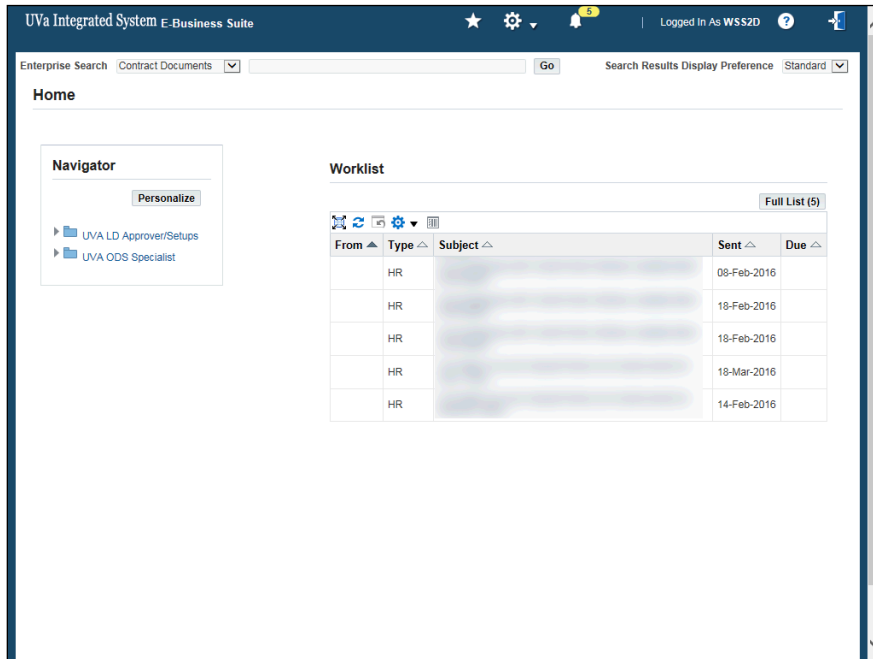 UVa Integrated System E-Business Suite
5
| Logged In As WSS2D ?
Enterprise Search Contract Documents Go Search Results Display Preference Standard
Home
Navigator
Personalize
UVA LD Approver/Setups
UVA ODS Specialist
Worklist
Full List (5)
From Type Subject Sent Due
HR 08-Feb-2016
HR 18-Feb-2016
HR 18-Feb-2016
HR 18-Mar-2016
HR 14-Feb-2016